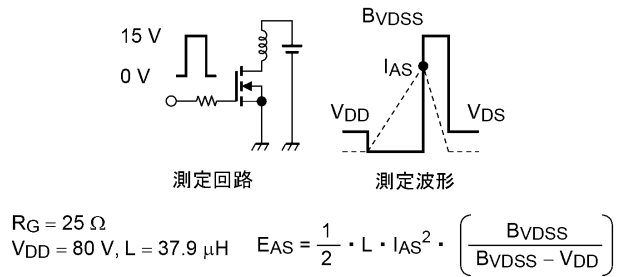 15 V
0 V
測定回路
BVDSS
IAS
VDD
VDS
測定波形
RG = 25 Ω
VDD = 80 V, L = 37.9 μH
EAS = 1/2 · L · IAS² · (BVDSS / (BVDSS − VDD))